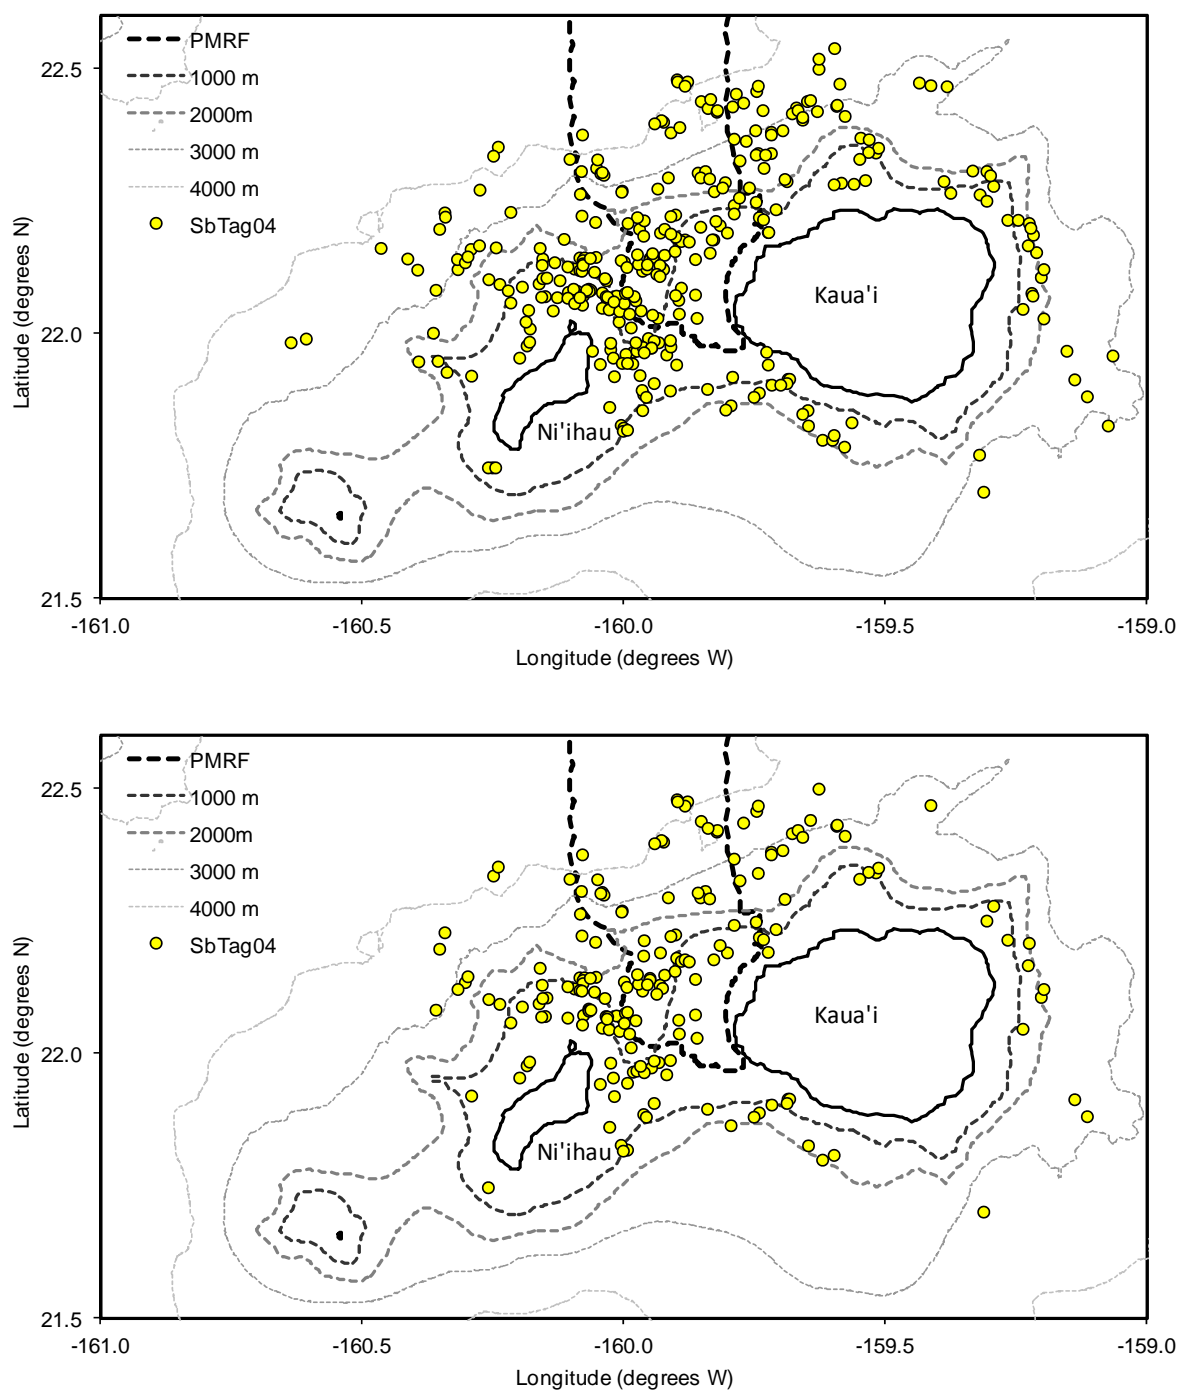 PMRF
22.5
1000 m
2000m
3000 m
4000 m
SbTag04
Kaua'i
22.0
Ni'ihau
21.5
-161.0 -160.5 -160.0 -159.5 -159.0
Longitude (degrees W)
Latitude (degrees N)
PMRF
22.5
1000 m
2000m
3000 m
4000 m
SbTag04
Kaua'i
22.0
Ni'ihau
21.5
-161.0 -160.5 -160.0 -159.5 -159.0
Longitude (degrees W)
Latitude (degrees N)